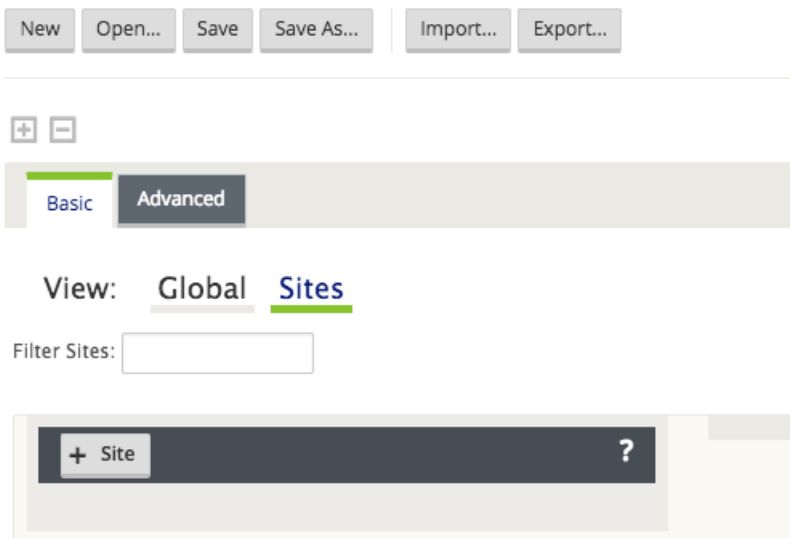 New Open... Save Save As... Import... Export...
Basic Advanced
View: Global Sites
Filter Sites:
+ Site ?